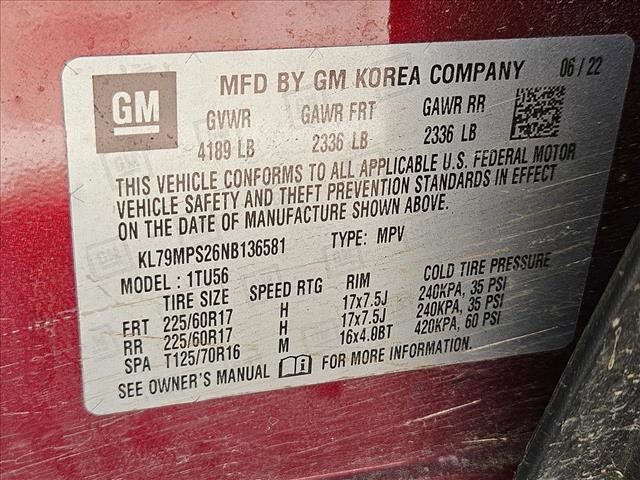 GM
MFD BY GM KOREA COMPANY 06 / 22
GVWR GAWR FRT GAWR RR
4189 LB 2336 LB 2336 LB
THIS VEHICLE CONFORMS TO ALL APPLICABLE U.S. FEDERAL MOTOR
VEHICLE SAFETY AND THEFT PREVENTION STANDARDS IN EFFECT
ON THE DATE OF MANUFACTURE SHOWN ABOVE.
KL79MPS26NB136581 TYPE: MPV
MODEL : 1TU56
TIRE SIZE SPEED RTG RIM COLD TIRE PRESSURE
FRT 225/60R17 H 17x7.5J 240KPA, 35 PSI
RR 225/60R17 H 17x7.5J 240KPA, 35 PSI
SPA T125/70R16 M 16x4.0BT 420KPA, 60 PSI
SEE OWNER'S MANUAL FOR MORE INFORMATION.